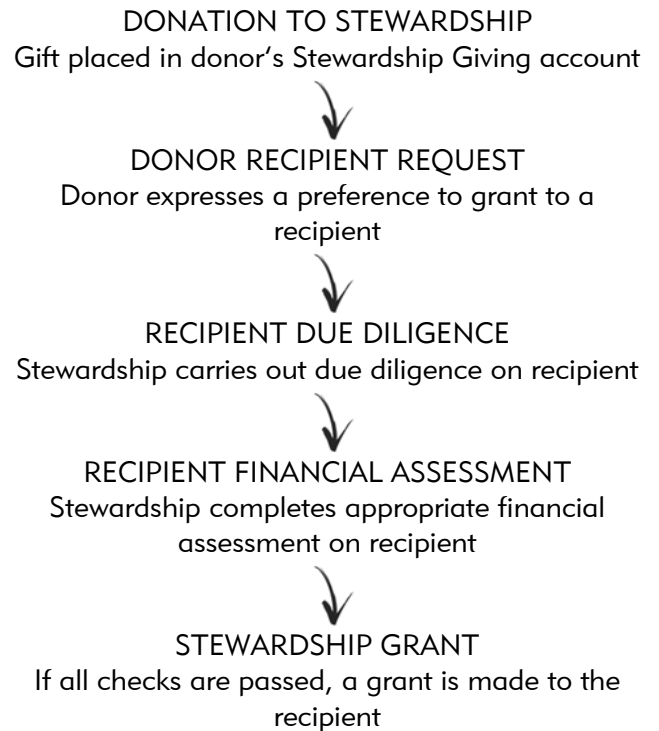 DONATION TO STEWARDSHIP
Gift placed in donor's Stewardship Giving account
DONOR RECIPIENT REQUEST
Donor expresses a preference to grant to a
recipient
RECIPIENT DUE DILIGENCE
Stewardship carries out due diligence on recipient
RECIPIENT FINANCIAL ASSESSMENT
Stewardship completes appropriate financial
assessment on recipient
STEWARDSHIP GRANT
If all checks are passed, a grant is made to the
recipient